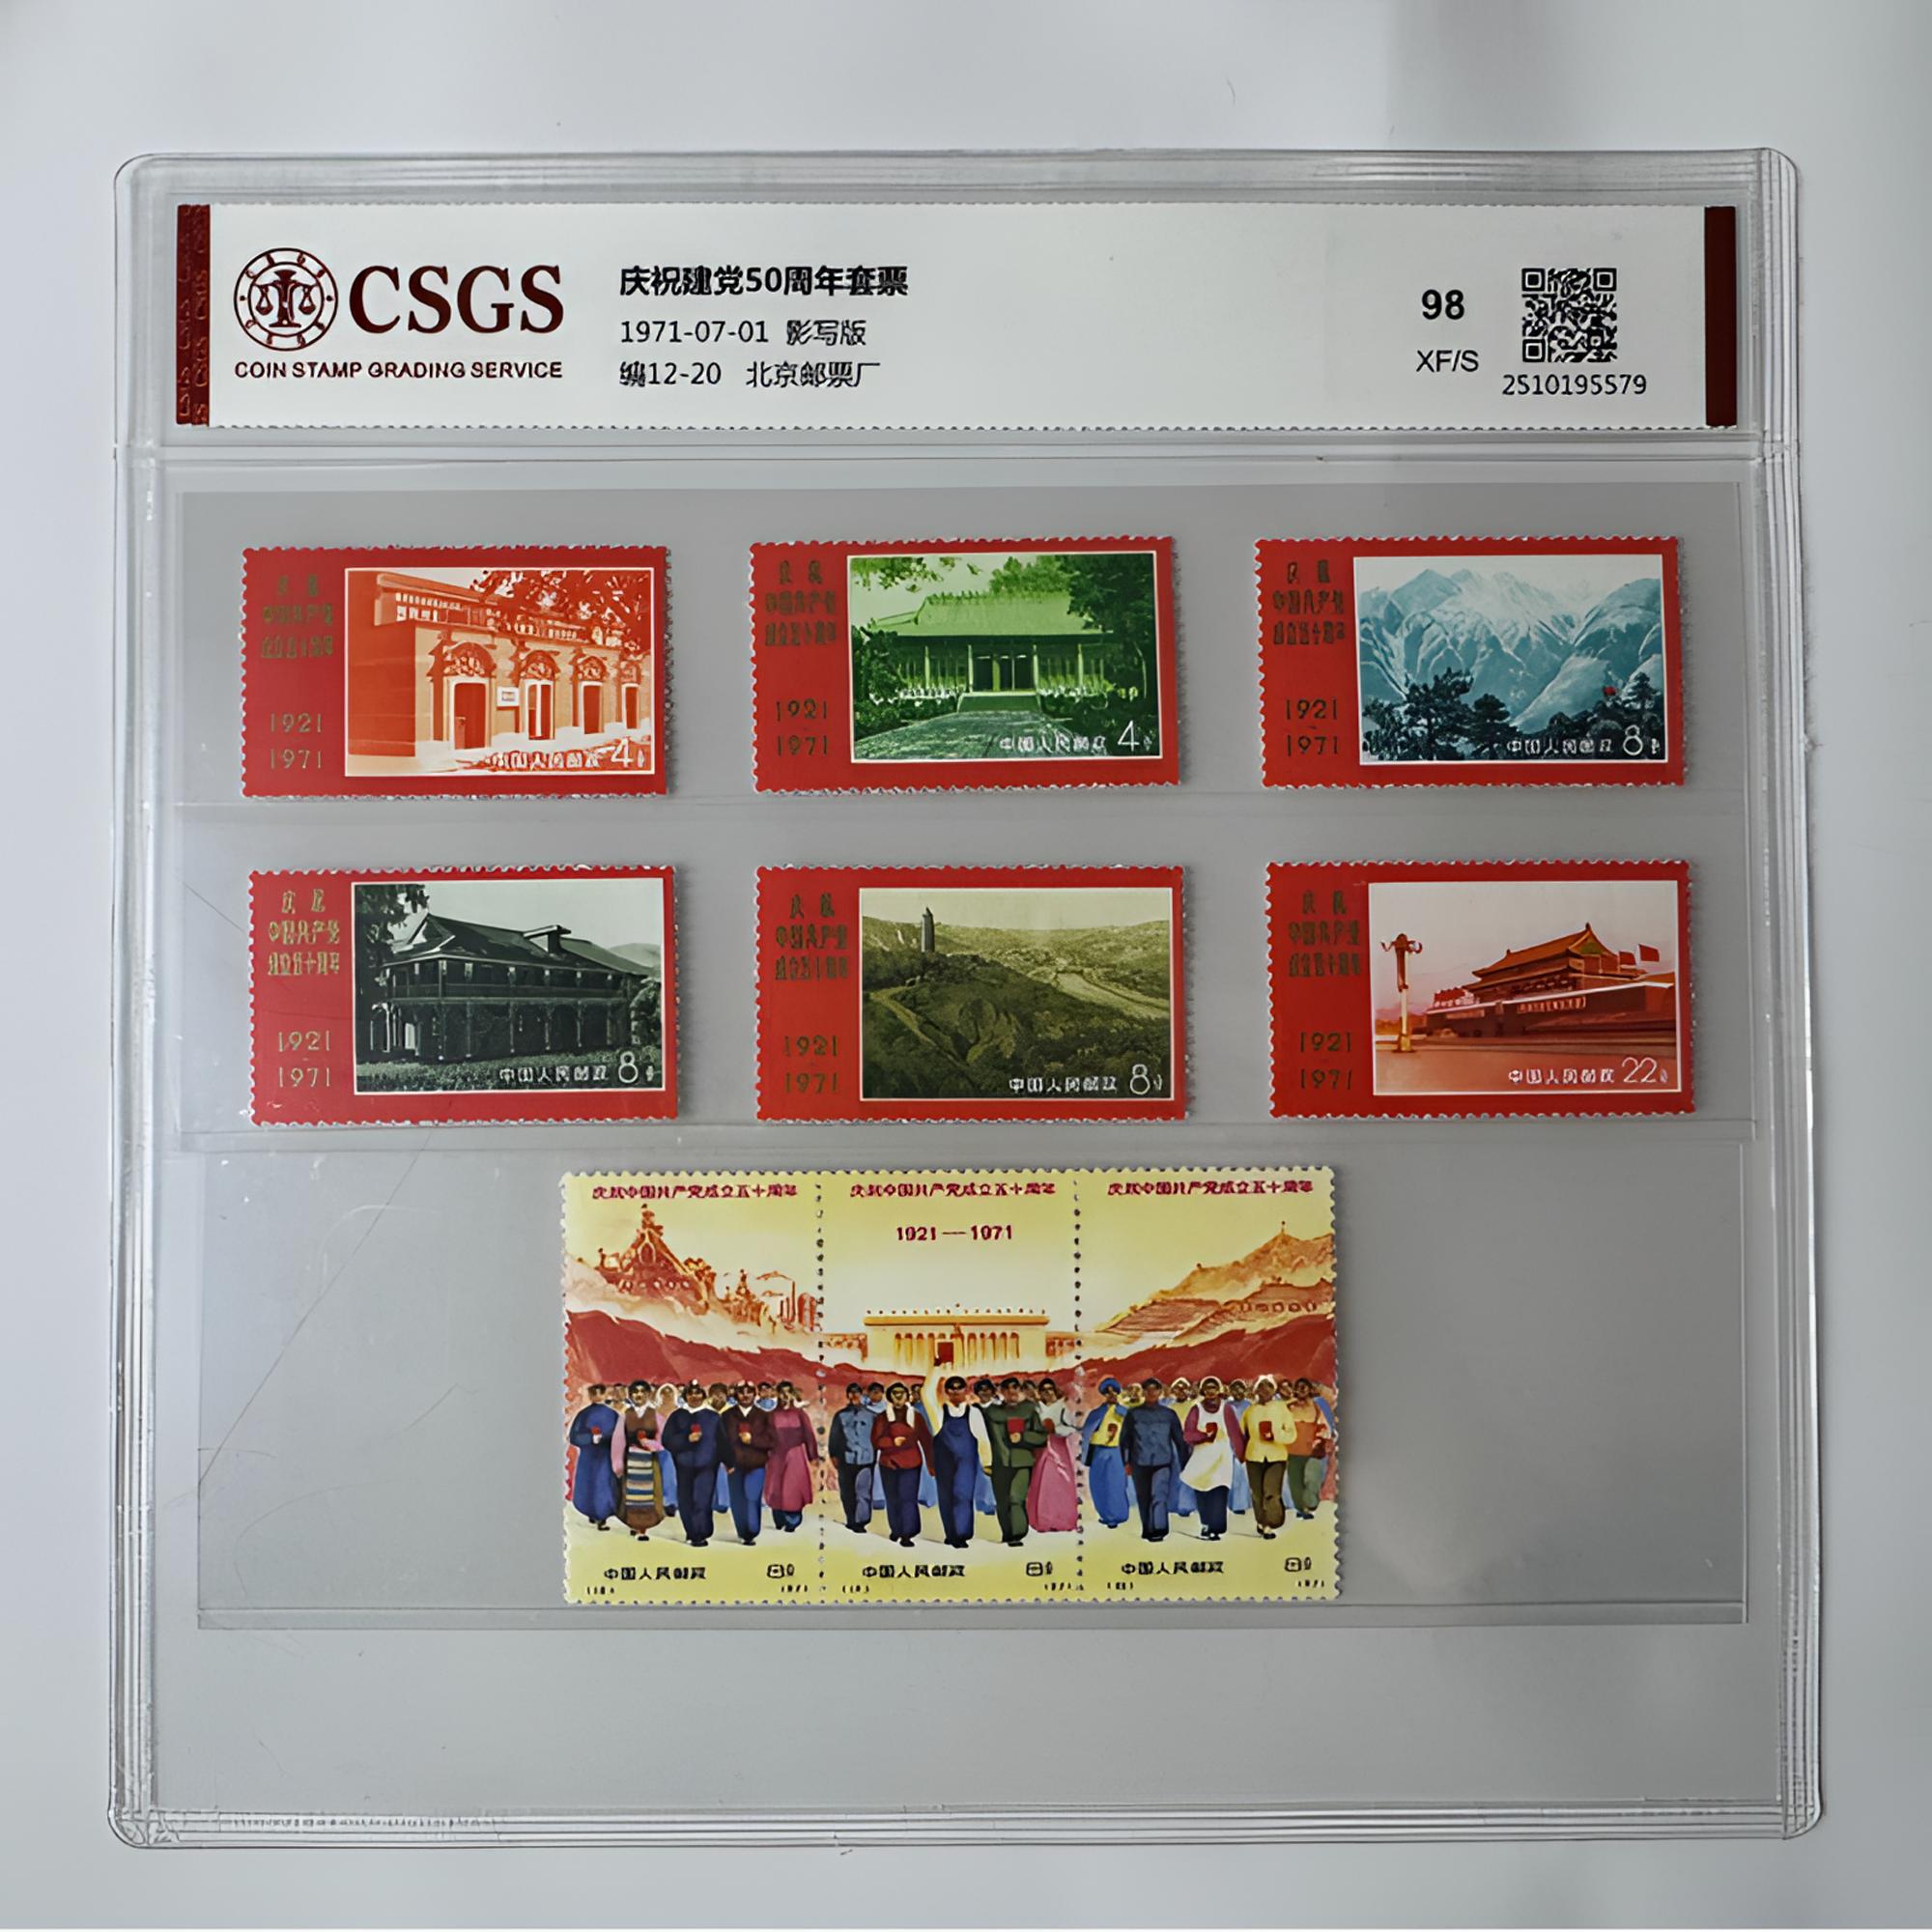 CSGS
COIN STAMP GRADING SERVICE
庆祝建党50周年套票
1971-07-01 影写版
编12-20 北京邮票厂
98
XF/S
2510195579
1921
1971
中国人民邮政 4
1921
1971
中国人民邮政 4
1921
1971
中国人民邮政 8
1921
1971
中国人民邮政 8
1921
1971
中国人民邮政 8
1921
1971
中国人民邮政 22
庆祝中国共产党成立五十周年
庆祝中国共产党成立五十周年
庆祝中国共产党成立五十周年
1921—1971
中国人民邮政
中国人民邮政
中国人民邮政